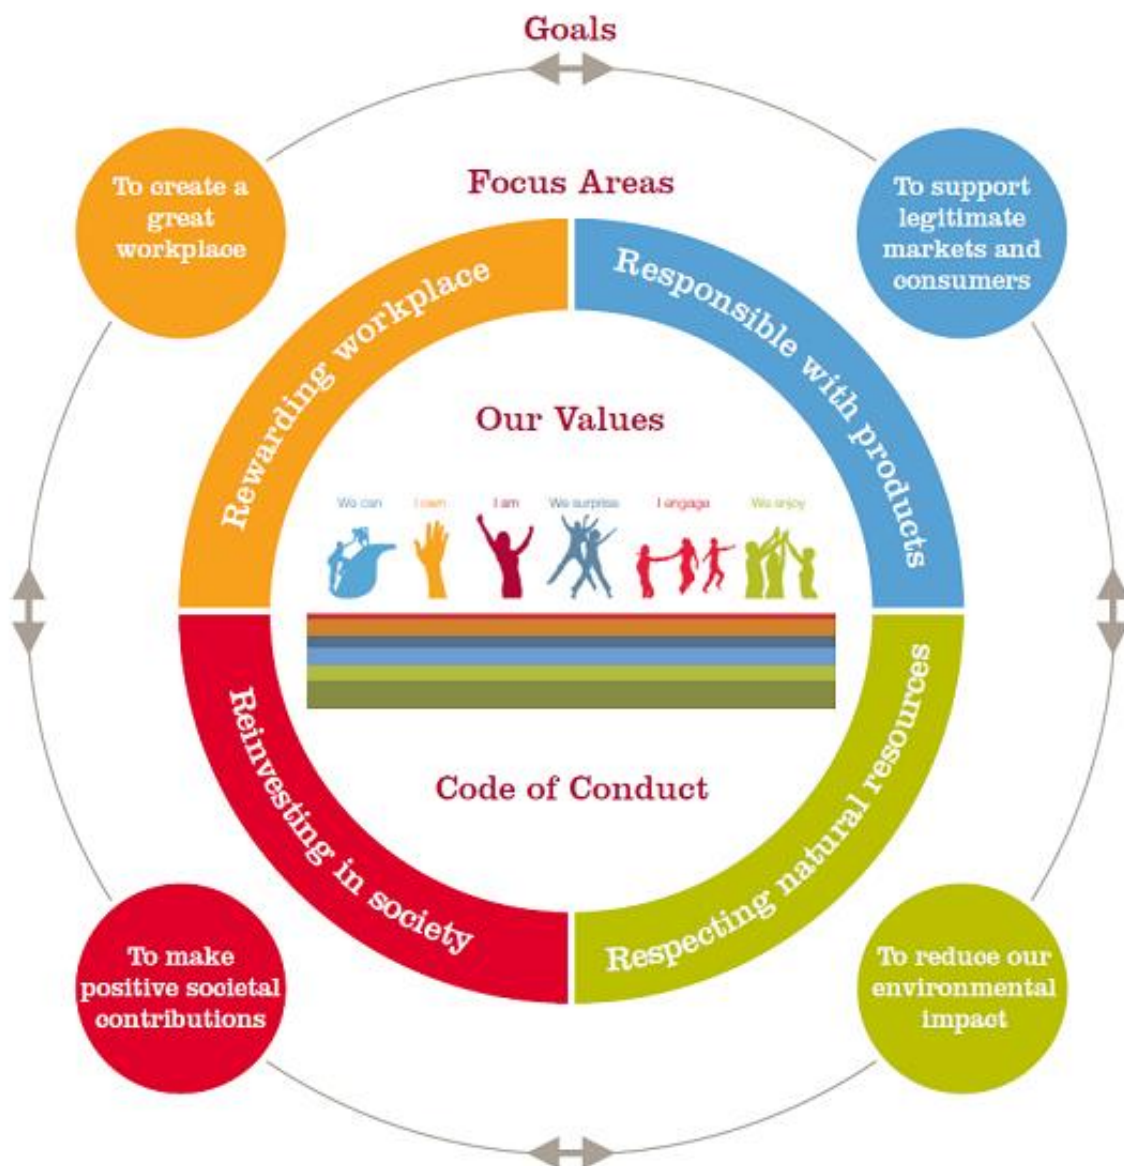 Goals
To create a
great
workplace
To support
legitimate
markets and
consumers
Focus Areas
Rewarding workplace
Responsible with products
Our Values
We can
I own
I am
We surprise
I engage
We enjoy
Reinvesting in society
Respecting natural resources
Code of Conduct
To make
positive societal
contributions
To reduce our
environmental
impact